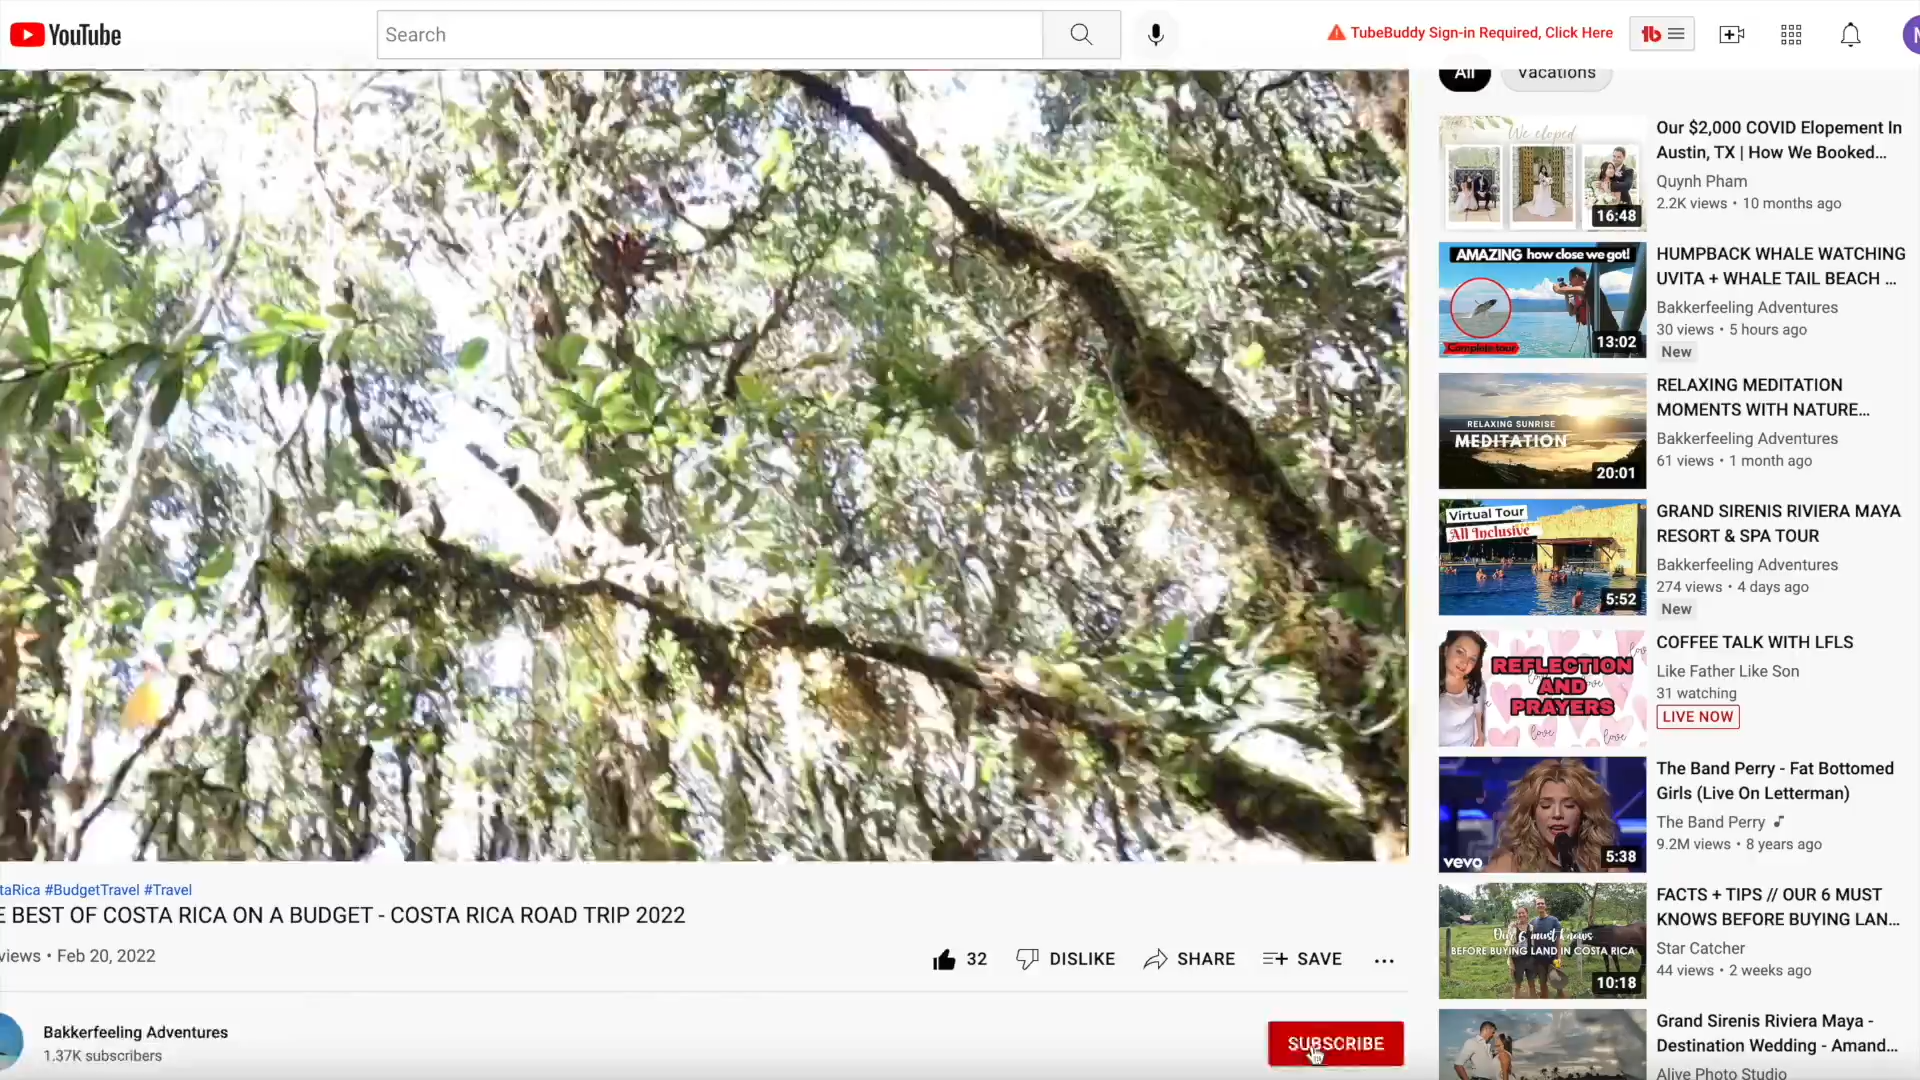 YouTube
Search
TubeBuddy Sign-in Required, Click Here
tb
All
Vacations
We eloped
16:48
Our $2,000 COVID Elopement In
Austin, TX | How We Booked...
Quynh Pham
2.2K views • 10 months ago
AMAZING how close we got!
Complete tour
13:02
HUMPBACK WHALE WATCHING
UVITA + WHALE TAIL BEACH ...
Bakkerfeeling Adventures
30 views • 5 hours ago
New
RELAXING SUNRISE
MEDITATION
20:01
RELAXING MEDITATION
MOMENTS WITH NATURE...
Bakkerfeeling Adventures
61 views • 1 month ago
Virtual Tour
All Inclusive
5:52
GRAND SIRENIS RIVIERA MAYA
RESORT & SPA TOUR
Bakkerfeeling Adventures
274 views • 4 days ago
New
REFLECTION
AND
PRAYERS
love
love
COFFEE TALK WITH LFLS
Like Father Like Son
31 watching
LIVE NOW
vevo
5:38
The Band Perry - Fat Bottomed
Girls (Live On Letterman)
The Band Perry
9.2M views • 8 years ago
Our 6 must knows
BEFORE BUYING LAND IN COSTA RICA
10:18
FACTS + TIPS // OUR 6 MUST
KNOWS BEFORE BUYING LAN...
Star Catcher
44 views • 2 weeks ago
Grand Sirenis Riviera Maya -
Destination Wedding - Amand...
Alive Photo Studio
taRica #BudgetTravel #Travel
E BEST OF COSTA RICA ON A BUDGET - COSTA RICA ROAD TRIP 2022
views • Feb 20, 2022
32
DISLIKE
SHARE
SAVE
...
Bakkerfeeling Adventures
1.37K subscribers
SUBSCRIBE